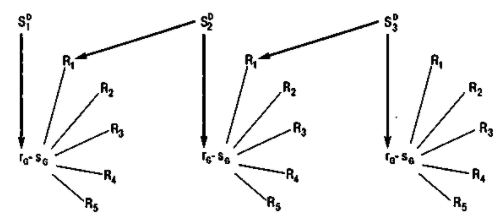 S₁ᴰ S₂ᴰ S₃ᴰ
R₁ R₁ R₁
R₂ R₂ R₂
R₃ R₃ R₃
r_G-s_G r_G-s_G r_G-s_G
R₄ R₄ R₄
R₅ R₅ R₅